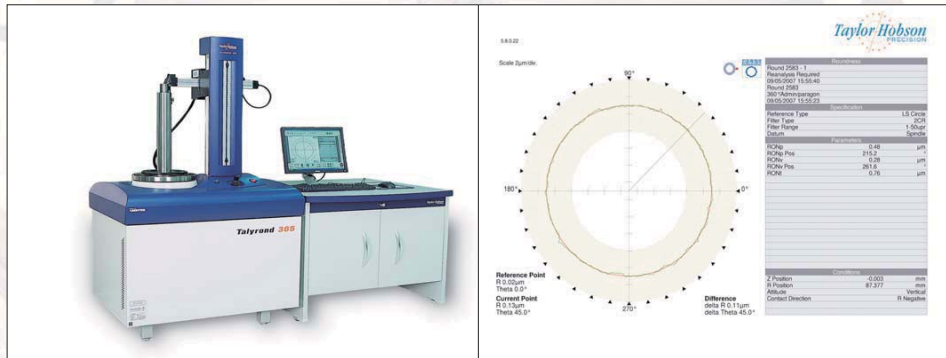 Talyrond 365
Taylor Hobson
PRECISION
Scale 2µm/div.
90°
180°
0°
270°
Reference Point
R 0.02µm
Theta 0.0°
Current Point
R 0.13µm
Theta 45.0°
Difference
delta R 0.11µm
delta Theta 45.0°
Roundness
Round 2583 - 1
Reanalysis Required
09/05/2007 15:55:40
Round 2583
360°/Admin/paragon
09/05/2007 15:55:23
Specification
Reference Type LS Circle
Filter Type 2CR
Filter Range 1-50upr
Datum Spindle
Parameters
RONp 0.48 µm
RONp Pos 215.2 °
RONv 0.28 µm
RONv Pos 261.6 °
RONt 0.76 µm
Conditions
Z Position -0.003 mm
R Position 87.377 mm
Attitude Vertical
Contact Direction R Negative